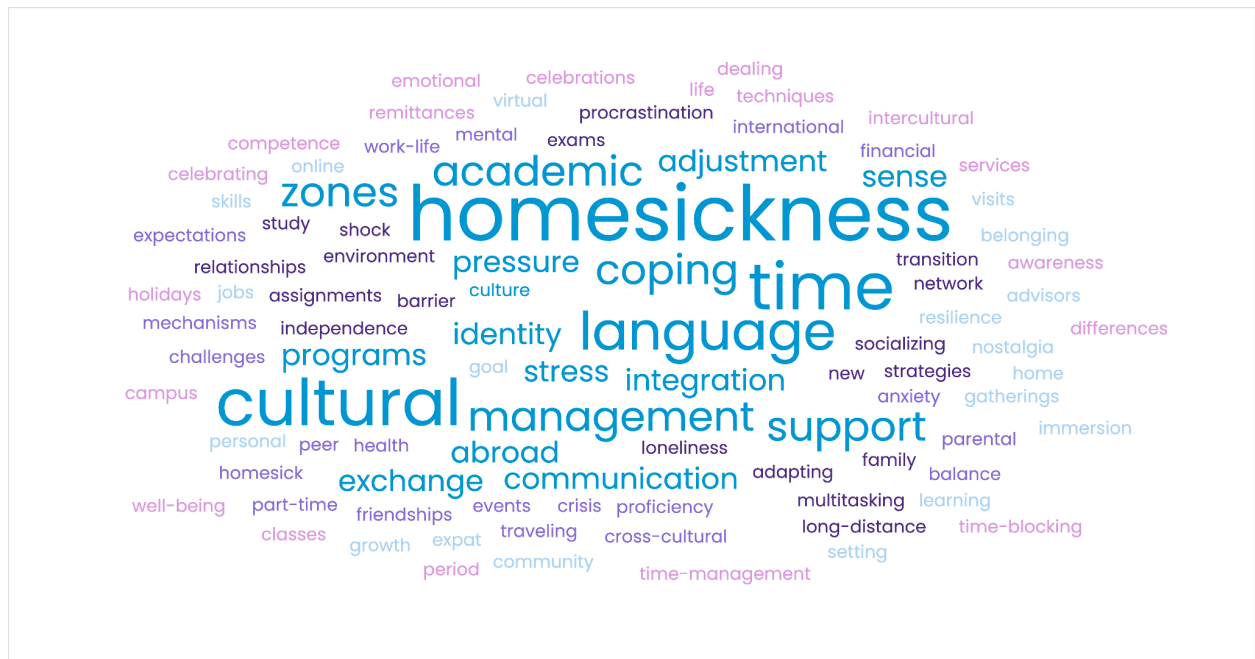 dealing
emotional celebrations life
virtual techniques
remittances procrastination intercultural
competence work-life mental exams international financial
celebrating online academic adjustment sense services
skills zones homesickness visits
expectations study shock belonging
relationships environment pressure coping time transition awareness
holidays jobs assignments barrier culture network advisors
mechanisms independence identity language resilience differences
challenges programs socializing nostalgia
goal stress integration new strategies home
campus cultural management support anxiety gatherings
personal peer health abroad loneliness parental immersion
homesick exchange communication adapting family balance
well-being part-time friendships events crisis proficiency multitasking learning
classes growth expat traveling cross-cultural long-distance time-blocking
period community time-management setting